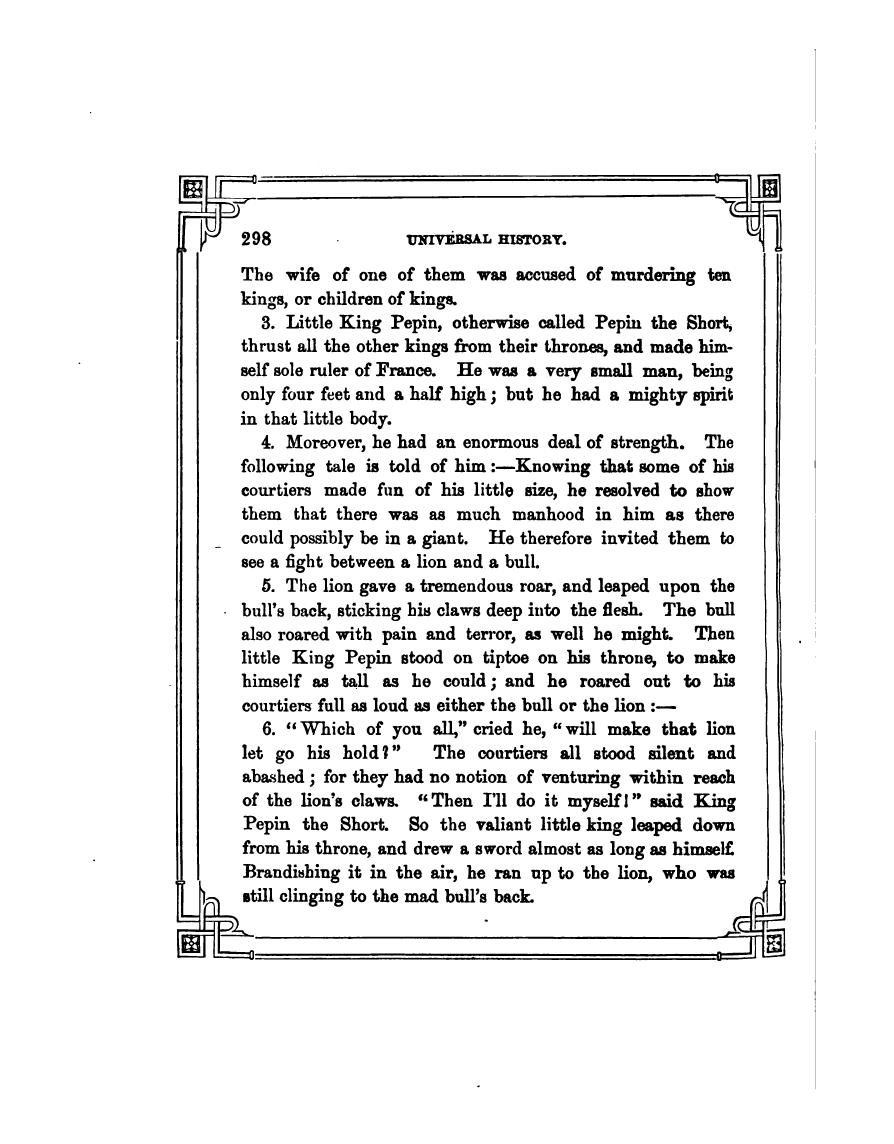 298 UNIVERSAL HISTORY.
The wife of one of them was accused of murdering ten
kings, or children of kings.
3. Little King Pepin, otherwise called Pepin the Short,
thrust all the other kings from their thrones, and made him-
self sole ruler of France. He was a very small man, being
only four feet and a half high; but he had a mighty spirit
in that little body.
4. Moreover, he had an enormous deal of strength. The
following tale is told of him:—Knowing that some of his
courtiers made fun of his little size, he resolved to show
them that there was as much manhood in him as there
could possibly be in a giant. He therefore invited them to
see a fight between a lion and a bull.
5. The lion gave a tremendous roar, and leaped upon the
bull's back, sticking his claws deep into the flesh. The bull
also roared with pain and terror, as well he might. Then
little King Pepin stood on tiptoe on his throne, to make
himself as tall as he could; and he roared out to his
courtiers full as loud as either the bull or the lion:—
6. "Which of you all," cried he, "will make that lion
let go his hold?" The courtiers all stood silent and
abashed; for they had no notion of venturing within reach
of the lion's claws. "Then I'll do it myself!" said King
Pepin the Short. So the valiant little king leaped down
from his throne, and drew a sword almost as long as himself.
Brandishing it in the air, he ran up to the lion, who was
still clinging to the mad bull's back.